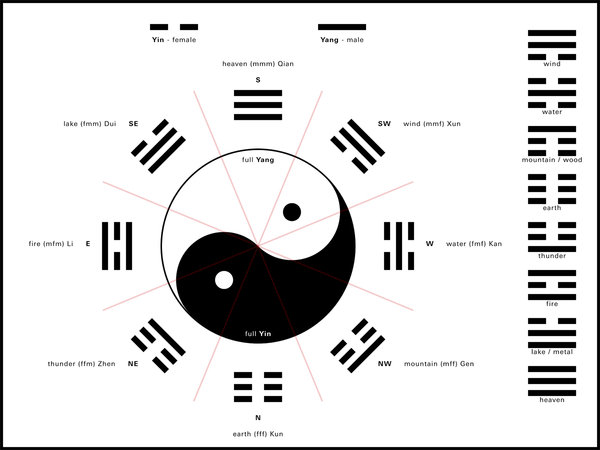 Yin - female
Yang - male
heaven (mmm) Qian
S
lake (fmm) Dui SE
SW wind (mmf) Xun
full Yang
fire (mfm) Li E
W water (fmf) Kan
full Yin
thunder (ffm) Zhen NE
NW mountain (mff) Gen
N
earth (fff) Kun
wind
water
mountain / wood
earth
thunder
fire
lake / metal
heaven